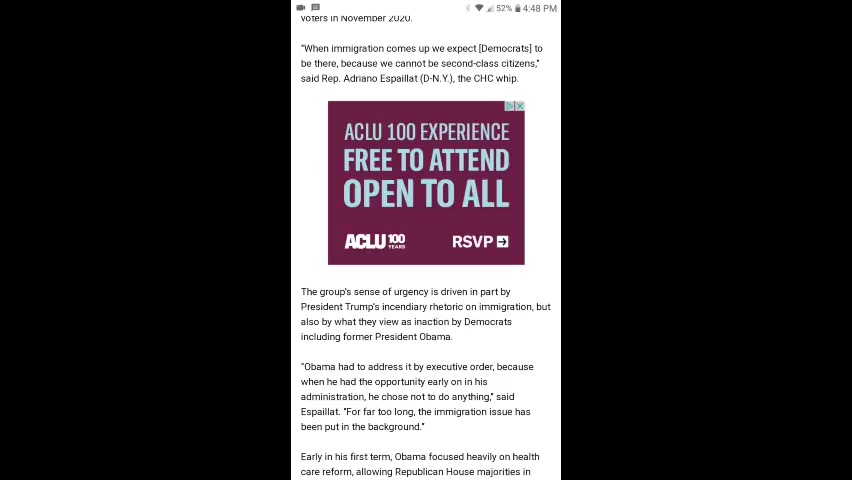 52% 4:48 PM
voters in November 2020.
"When immigration comes up we expect [Democrats] to
be there, because we cannot be second-class citizens,"
said Rep. Adriano Espaillat (D-N.Y.), the CHC whip.
ACLU 100 EXPERIENCE
FREE TO ATTEND
OPEN TO ALL
ACLU 100 YEARS RSVP
The group's sense of urgency is driven in part by
President Trump's incendiary rhetoric on immigration, but
also by what they view as inaction by Democrats
including former President Obama.
"Obama had to address it by executive order, because
when he had the opportunity early on in his
administration, he chose not to do anything," said
Espaillat. "For far too long, the immigration issue has
been put in the background."
Early in his first term, Obama focused heavily on health
care reform, allowing Republican House majorities in